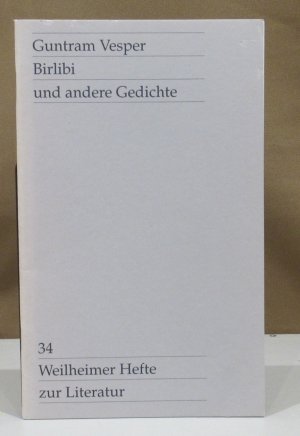 Guntram Vesper
Birlibi
und andere Gedichte
34
Weilheimer Hefte
zur Literatur